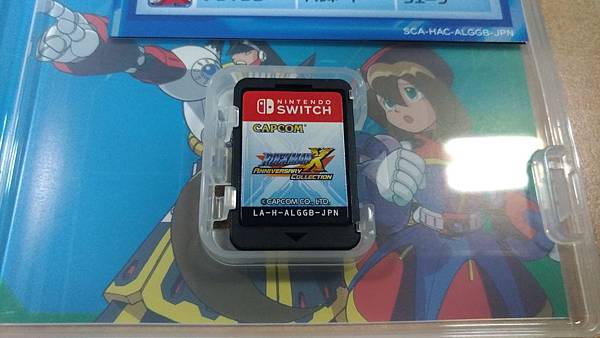 SCA-HAC-ALGGB-JPN
NINTENDO
SWITCH
CAPCOM
ROCKMAN X
ANNIVERSARY
COLLECTION
©CAPCOM CO., LTD.
LA-H-ALGGB-JPN